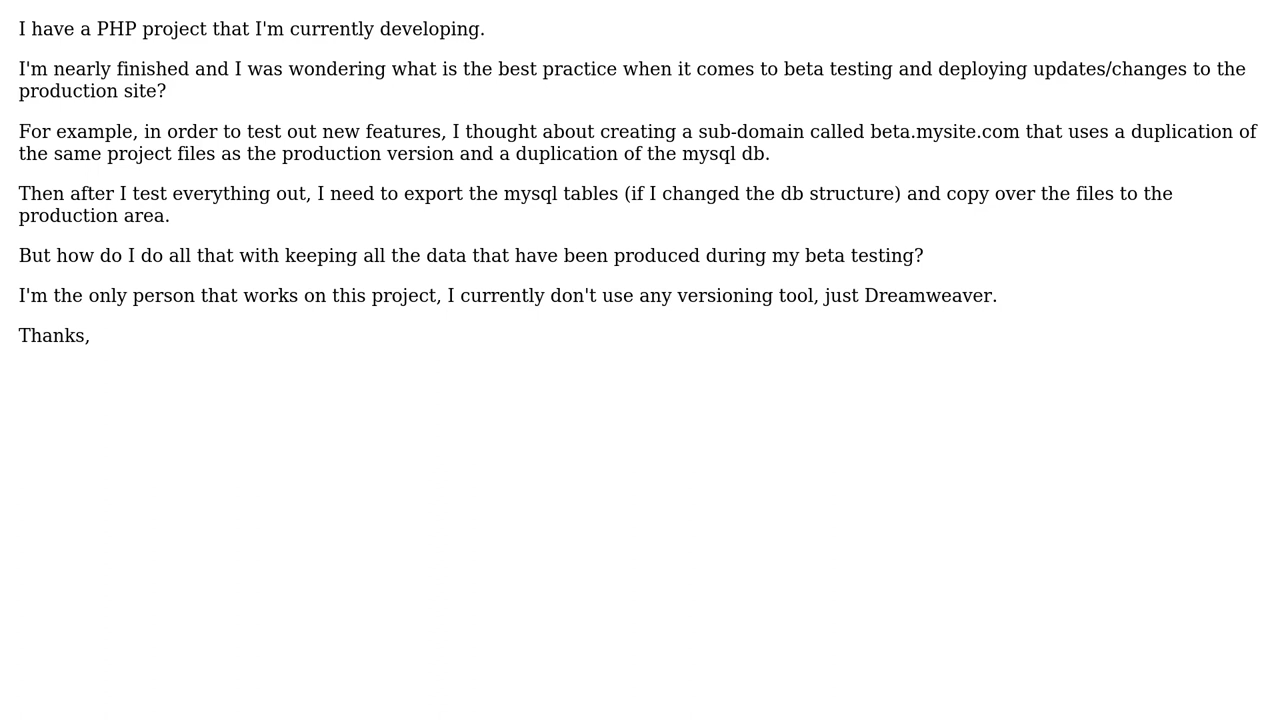 I have a PHP project that I'm currently developing.
I'm nearly finished and I was wondering what is the best practice when it comes to beta testing and deploying updates/changes to the
production site?
For example, in order to test out new features, I thought about creating a sub-domain called beta.mysite.com that uses a duplication of
the same project files as the production version and a duplication of the mysql db.
Then after I test everything out, I need to export the mysql tables (if I changed the db structure) and copy over the files to the
production area.
But how do I do all that with keeping all the data that have been produced during my beta testing?
I'm the only person that works on this project, I currently don't use any versioning tool, just Dreamweaver.
Thanks,